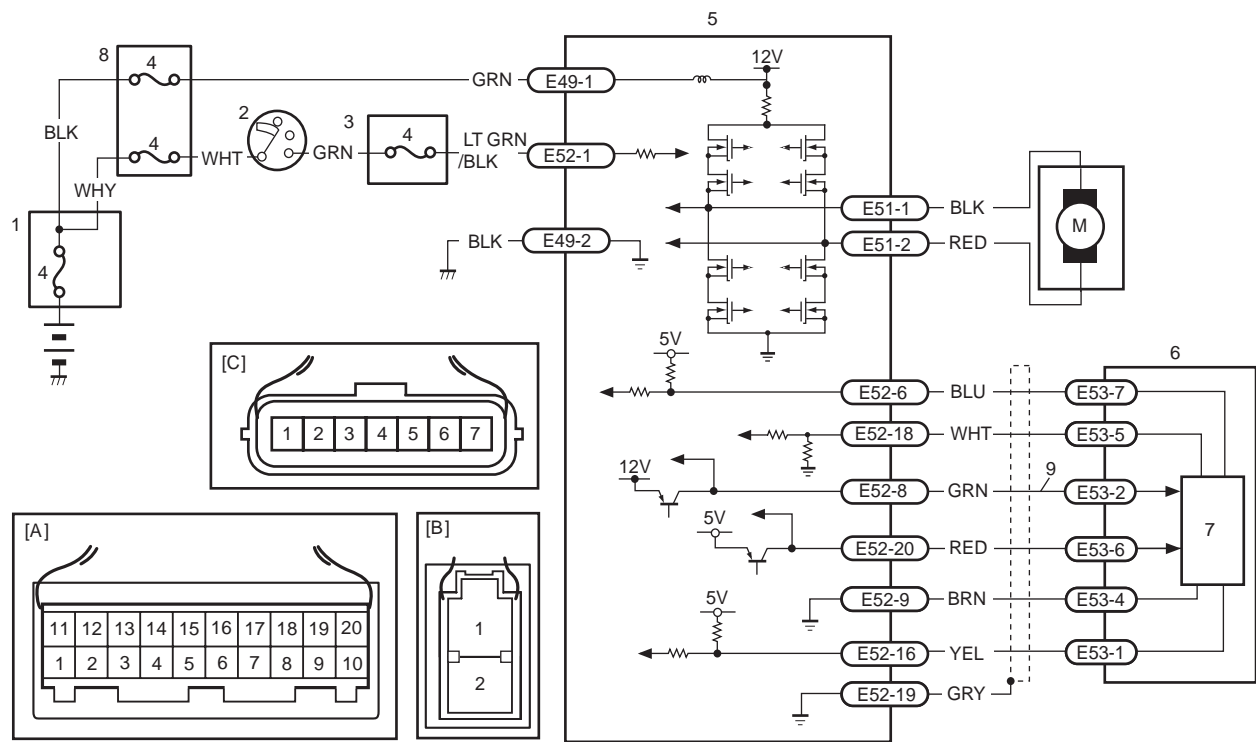 5
8
4
12V
GRN
E49-1
2
BLK
3
4
4
LT GRN
/BLK
WHT
GRN
E52-1
WHY
E51-1
BLK
1
M
BLK
E49-2
E51-2
RED
4
5V
6
[C]
E52-6
BLU
E53-7
1 2 3 4 5 6 7
E52-18
WHT
E53-5
12V
9
E52-8
GRN
E53-2
[A]
[B]
5V
7
E52-20
RED
E53-6
5V
E52-9
BRN
E53-4
11 12 13 14 15 16 17 18 19 20
1
1 2 3 4 5 6 7 8 9 10
2
E52-16
YEL
E53-1
E52-19
GRY